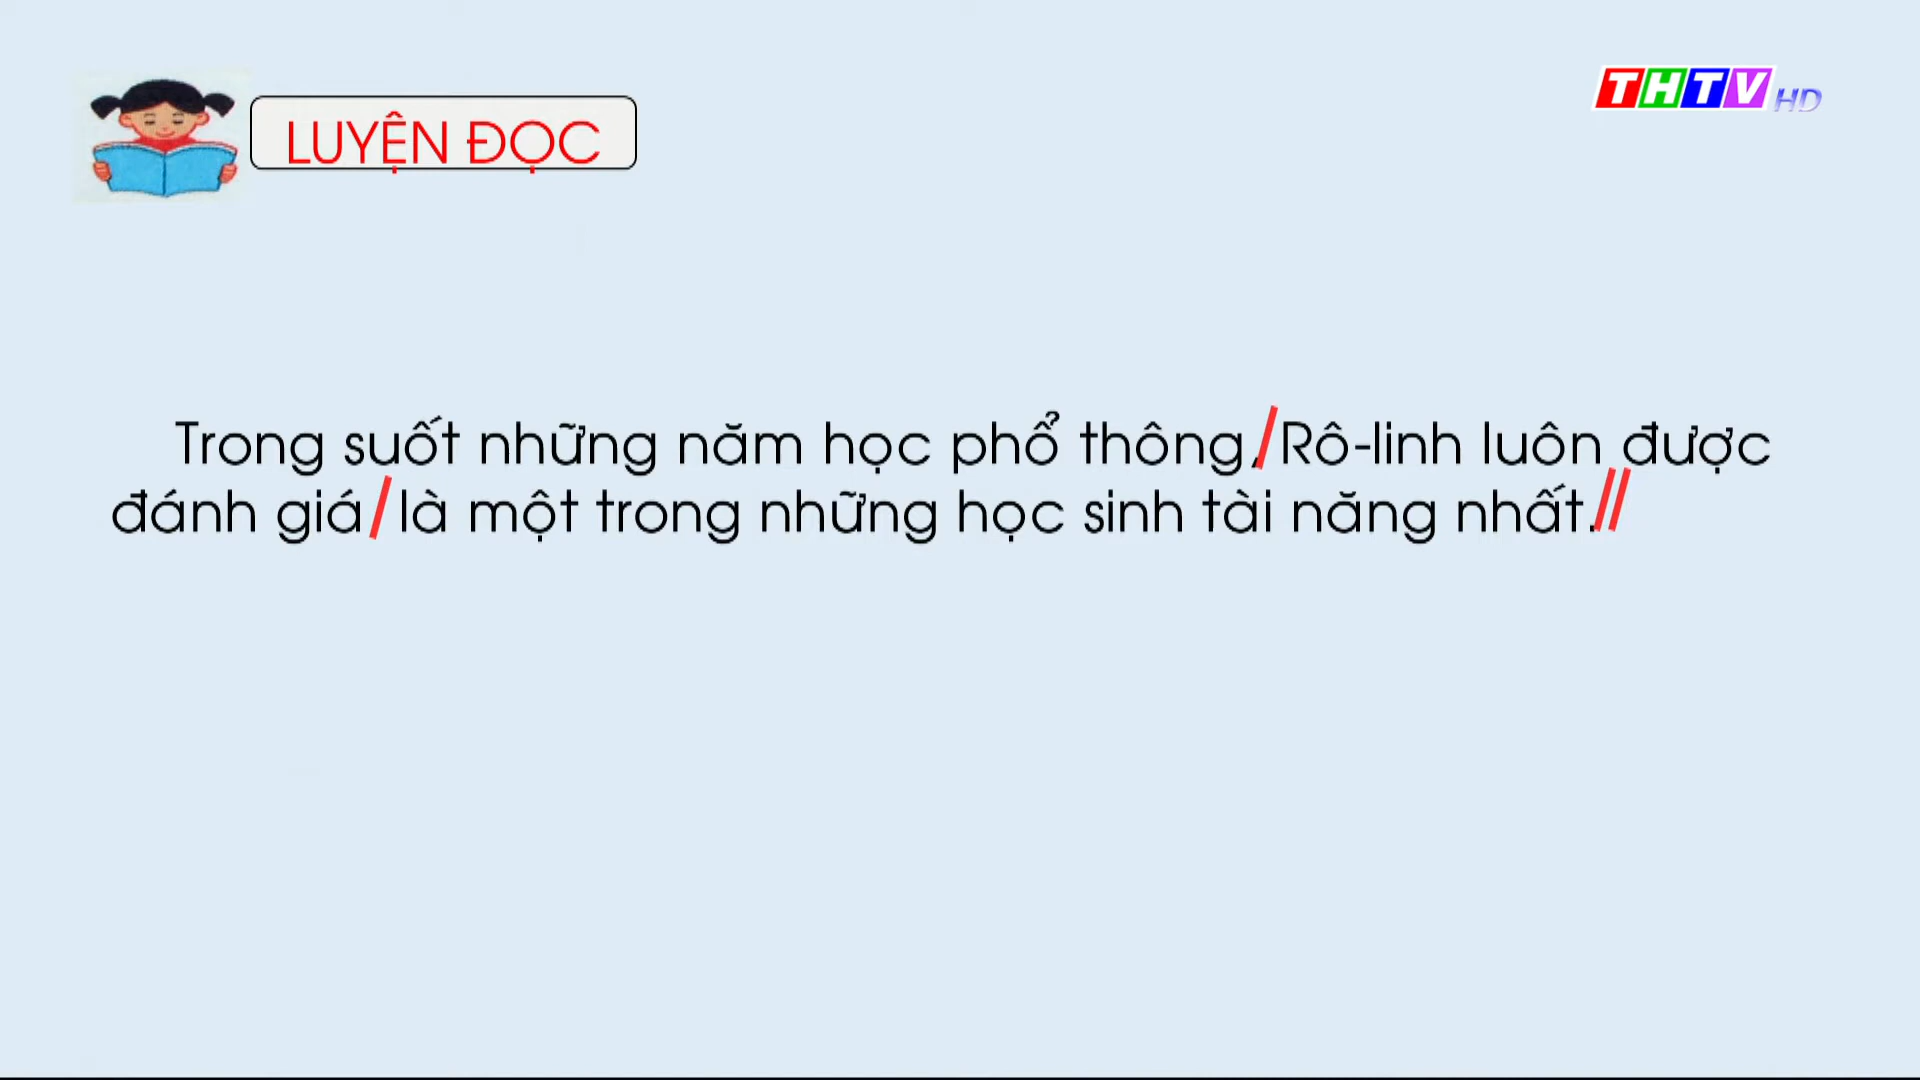 THTV HD
LUYỆN ĐỌC
Trong suốt những năm học phổ thông,/ Rô-linh luôn được
đánh giá/ là một trong những học sinh tài năng nhất.//